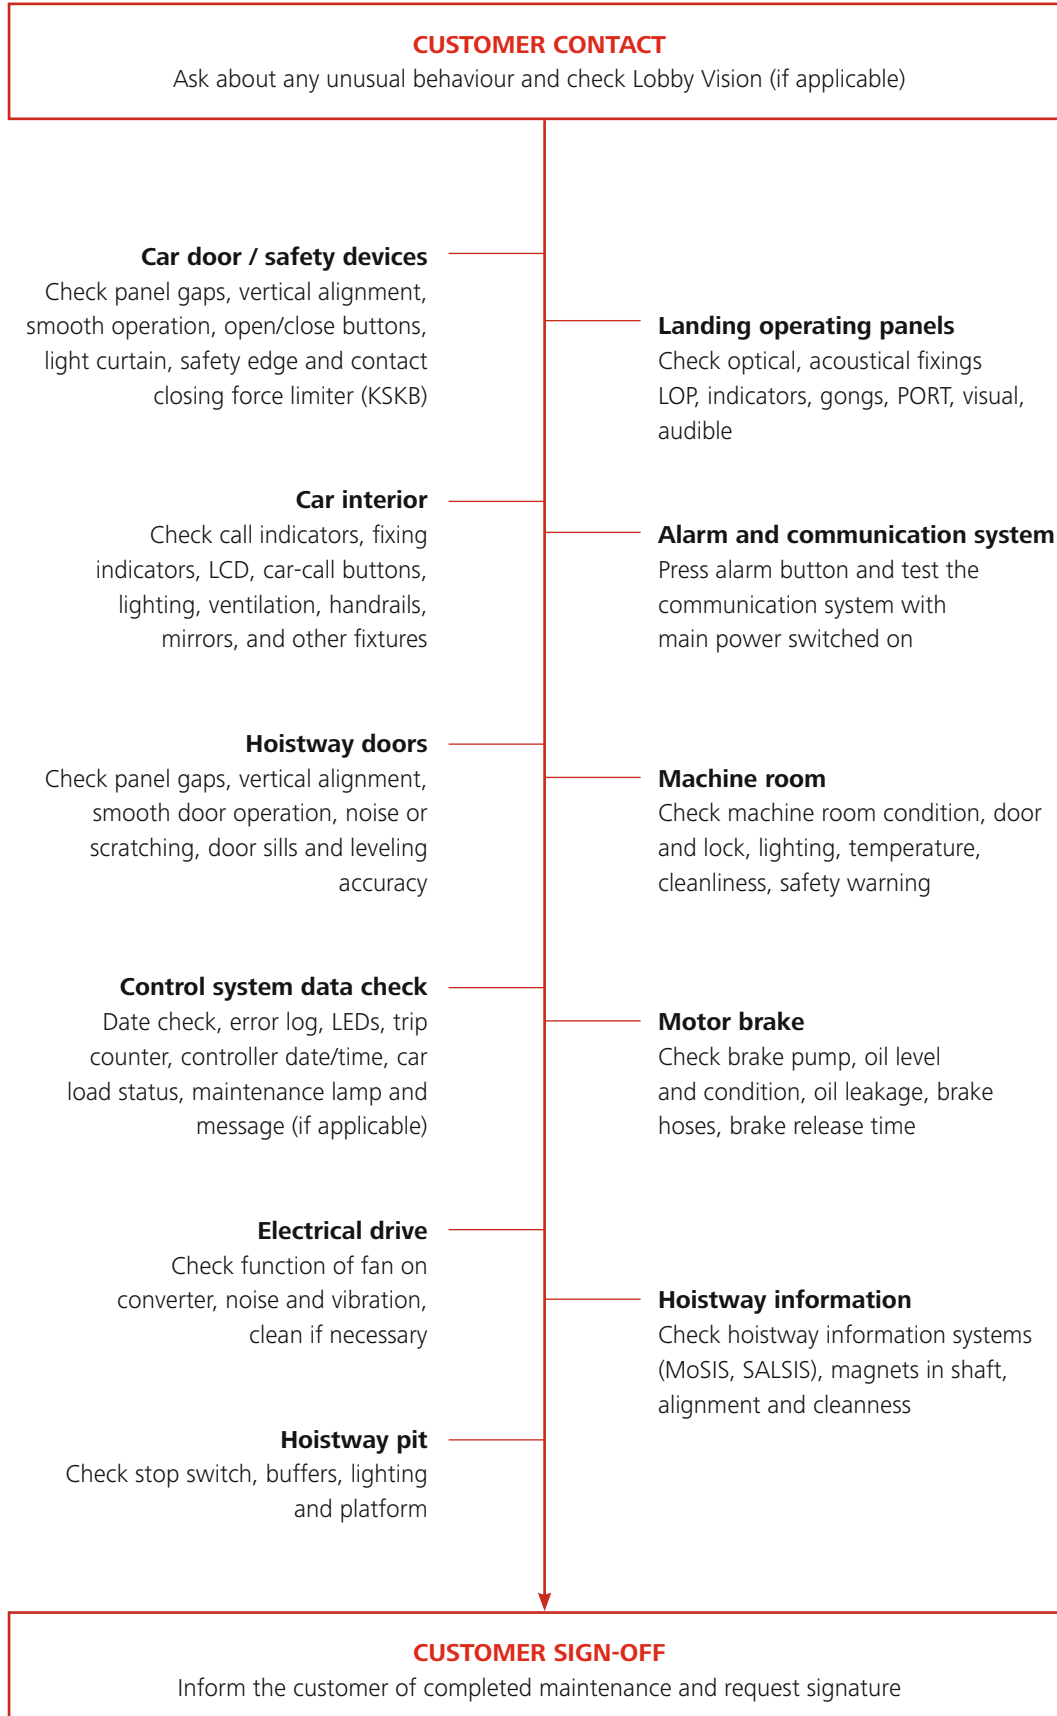 CUSTOMER CONTACT
Ask about any unusual behaviour and check Lobby Vision (if applicable)
Car door / safety devices
Check panel gaps, vertical alignment,
smooth operation, open/close buttons,
light curtain, safety edge and contact
closing force limiter (KSKB)
Landing operating panels
Check optical, acoustical fixings
LOP, indicators, gongs, PORT, visual,
audible
Car interior
Check call indicators, fixing
indicators, LCD, car-call buttons,
lighting, ventilation, handrails,
mirrors, and other fixtures
Alarm and communication system
Press alarm button and test the
communication system with
main power switched on
Hoistway doors
Check panel gaps, vertical alignment,
smooth door operation, noise or
scratching, door sills and leveling
accuracy
Machine room
Check machine room condition, door
and lock, lighting, temperature,
cleanliness, safety warning
Control system data check
Date check, error log, LEDs, trip
counter, controller date/time, car
load status, maintenance lamp and
message (if applicable)
Motor brake
Check brake pump, oil level
and condition, oil leakage, brake
hoses, brake release time
Electrical drive
Check function of fan on
converter, noise and vibration,
clean if necessary
Hoistway information
Check hoistway information systems
(MoSIS, SALSIS), magnets in shaft,
alignment and cleanness
Hoistway pit
Check stop switch, buffers, lighting
and platform
CUSTOMER SIGN-OFF
Inform the customer of completed maintenance and request signature